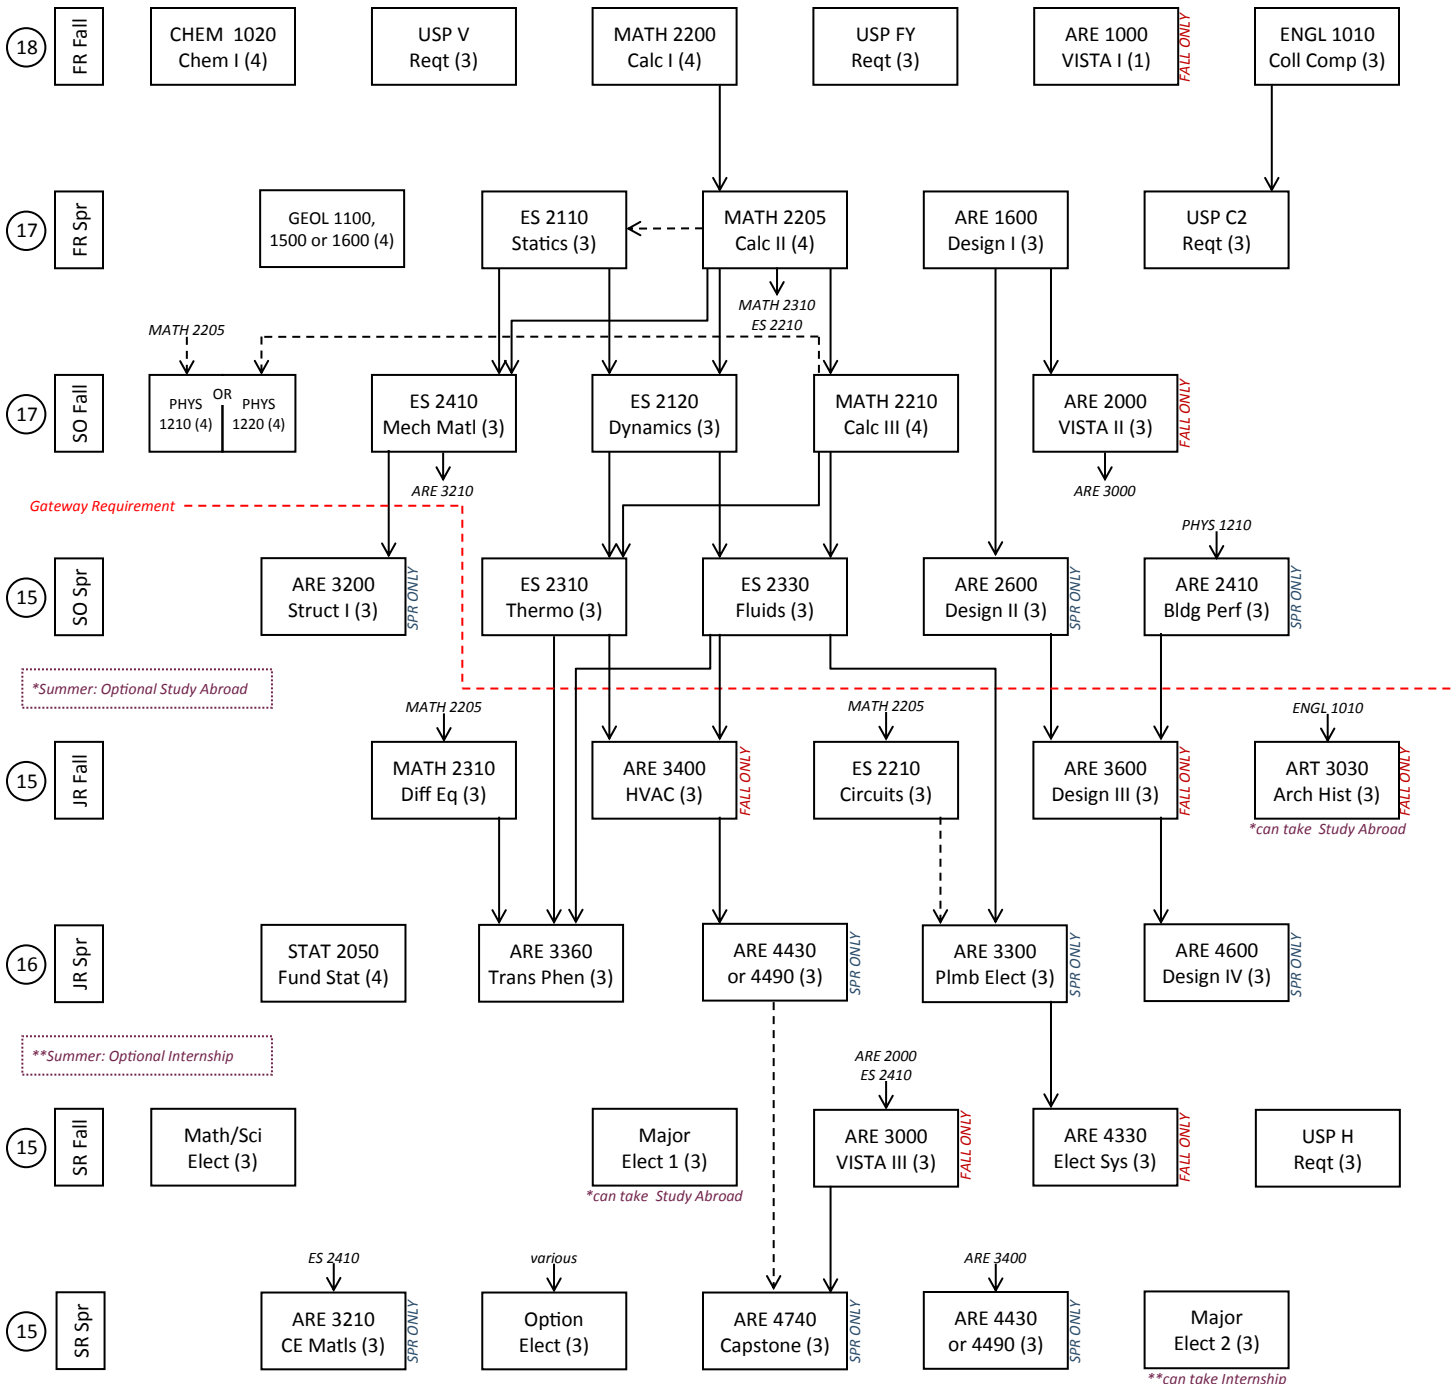 18
FR Fall
CHEM 1020
Chem I (4)
USP V
Reqt (3)
MATH 2200
Calc I (4)
USP FY
Reqt (3)
ARE 1000
VISTA I (1)
FALL ONLY
ENGL 1010
Coll Comp (3)
17
FR Spr
GEOL 1100,
1500 or 1600 (4)
ES 2110
Statics (3)
MATH 2205
Calc II (4)
ARE 1600
Design I (3)
USP C2
Reqt (3)
MATH 2310
ES 2210
MATH 2205
17
SO Fall
PHYS
1210 (4)
OR
PHYS
1220 (4)
ES 2410
Mech Matl (3)
ES 2120
Dynamics (3)
MATH 2210
Calc III (4)
ARE 2000
VISTA II (3)
FALL ONLY
ARE 3210
ARE 3000
Gateway Requirement
PHYS 1210
15
SO Spr
ARE 3200
Struct I (3)
SPR ONLY
ES 2310
Thermo (3)
ES 2330
Fluids (3)
ARE 2600
Design II (3)
SPR ONLY
ARE 2410
Bldg Perf (3)
SPR ONLY
*Summer: Optional Study Abroad
MATH 2205
MATH 2205
ENGL 1010
15
JR Fall
MATH 2310
Diff Eq (3)
ARE 3400
HVAC (3)
FALL ONLY
ES 2210
Circuits (3)
ARE 3600
Design III (3)
FALL ONLY
ART 3030
Arch Hist (3)
FALL ONLY
*can take Study Abroad
16
JR Spr
STAT 2050
Fund Stat (4)
ARE 3360
Trans Phen (3)
ARE 4430
or 4490 (3)
SPR ONLY
ARE 3300
Plmb Elect (3)
SPR ONLY
ARE 4600
Design IV (3)
SPR ONLY
**Summer: Optional Internship
ARE 2000
ES 2410
15
SR Fall
Math/Sci
Elect (3)
Major
Elect 1 (3)
*can take Study Abroad
ARE 3000
VISTA III (3)
FALL ONLY
ARE 4330
Elect Sys (3)
FALL ONLY
USP H
Reqt (3)
ES 2410
various
ARE 3400
15
SR Spr
ARE 3210
CE Matls (3)
SPR ONLY
Option
Elect (3)
ARE 4740
Capstone (3)
SPR ONLY
ARE 4430
or 4490 (3)
SPR ONLY
Major
Elect 2 (3)
**can take Internship